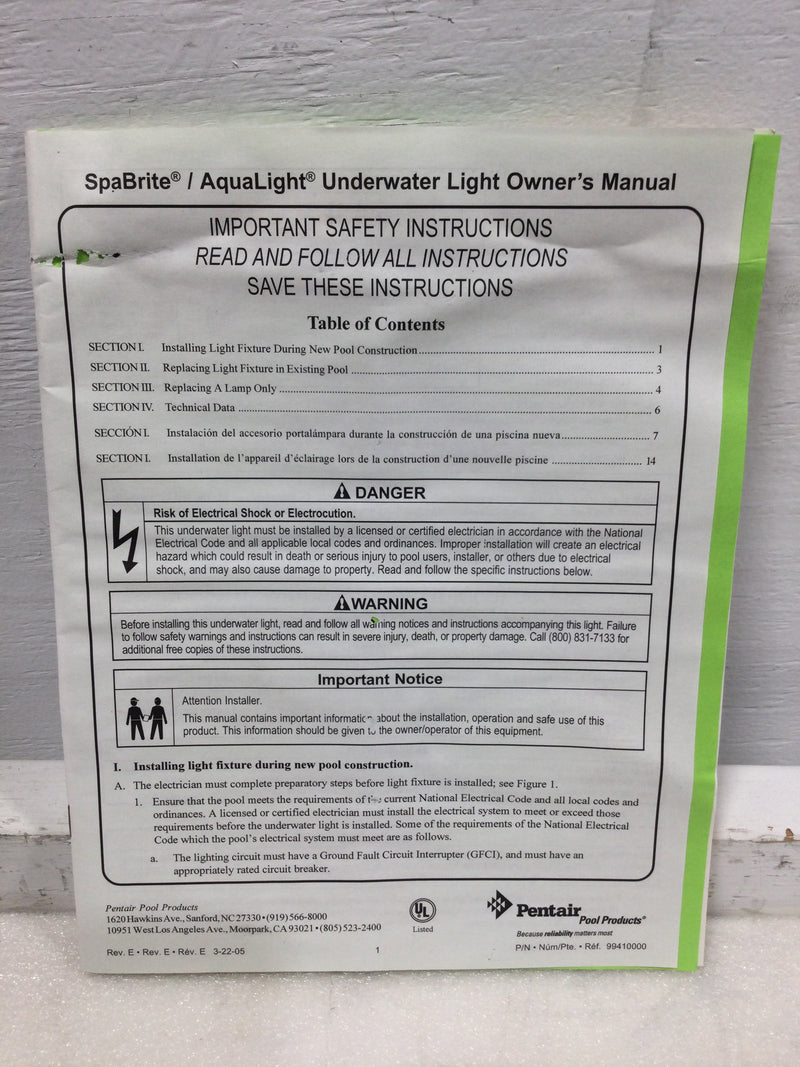 SpaBrite® / AquaLight® Underwater Light Owner's Manual
IMPORTANT SAFETY INSTRUCTIONS
READ AND FOLLOW ALL INSTRUCTIONS
SAVE THESE INSTRUCTIONS
Table of Contents
SECTION I. Installing Light Fixture During New Pool Construction ........ 1
SECTION II. Replacing Light Fixture in Existing Pool ........ 3
SECTION III. Replacing A Lamp Only ........ 4
SECTION IV. Technical Data ........ 6
SECCIÓN I. Instalación del accesorio portalámpara durante la construcción de una piscina nueva ........ 7
SECTION I. Installation de l'appareil d'éclairage lors de la construction d'une nouvelle piscine ........ 14
⚠ DANGER
Risk of Electrical Shock or Electrocution.
This underwater light must be installed by a licensed or certified electrician in accordance with the National
Electrical Code and all applicable local codes and ordinances. Improper installation will create an electrical
hazard which could result in death or serious injury to pool users, installer, or others due to electrical
shock, and may also cause damage to property. Read and follow the specific instructions below.
⚠ WARNING
Before installing this underwater light, read and follow all warning notices and instructions accompanying this light. Failure
to follow safety warnings and instructions can result in severe injury, death, or property damage. Call (800) 831-7133 for
additional free copies of these instructions.
Important Notice
Attention Installer.
This manual contains important information about the installation, operation and safe use of this
product. This information should be given to the owner/operator of this equipment.
I. Installing light fixture during new pool construction.
A. The electrician must complete preparatory steps before light fixture is installed; see Figure 1.
1. Ensure that the pool meets the requirements of the current National Electrical Code and all local codes and
ordinances. A licensed or certified electrician must install the electrical system to meet or exceed those
requirements before the underwater light is installed. Some of the requirements of the National Electrical
Code which the pool's electrical system must meet are as follows.
a. The lighting circuit must have a Ground Fault Circuit Interrupter (GFCI), and must have an
appropriately rated circuit breaker.
Pentair Pool Products
1620 Hawkins Ave., Sanford, NC 27330 • (919) 566-8000
10951 West Los Angeles Ave., Moorpark, CA 93021 • (805) 523-2400
Rev. E • Rev. E • Rév. E 3-22-05
1
UL
Listed
Pentair Pool Products®
Because reliability matters most
P/N • Núm/Pte. • Réf. 99410000